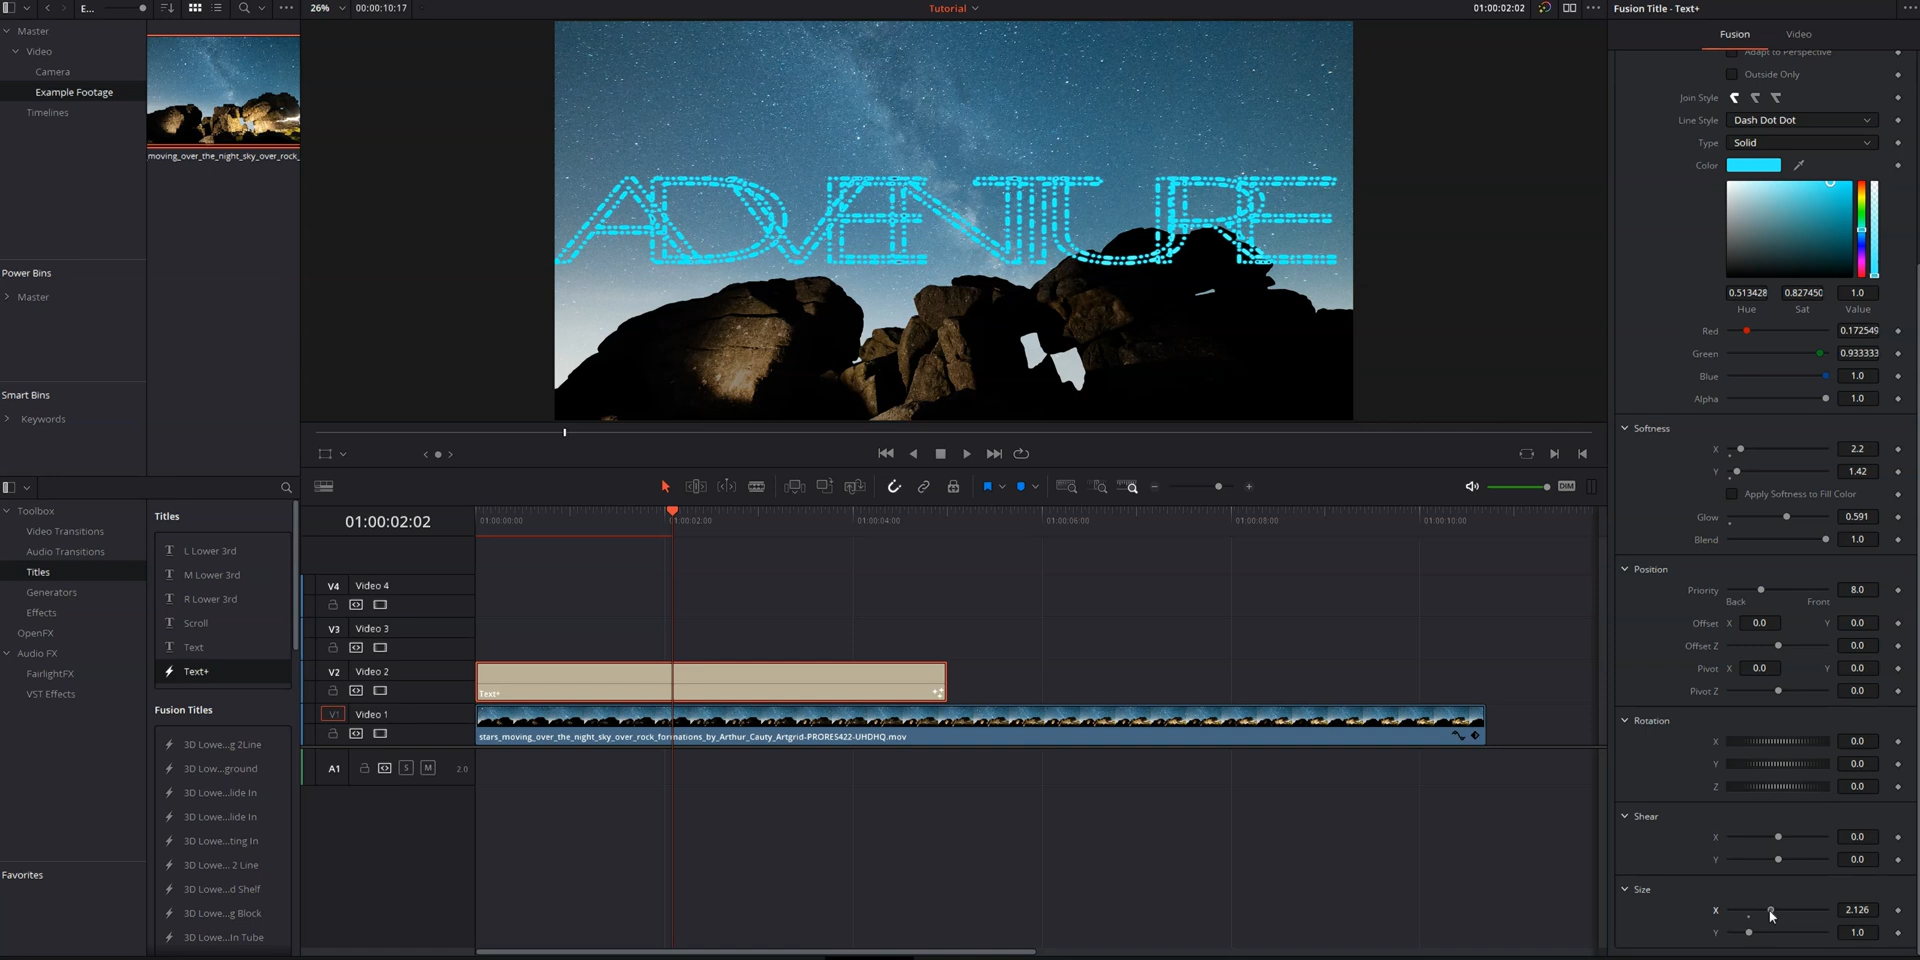 E...
26%
00:00:10:17
Tutorial
01:00:02:02
Fusion Title - Text+
Master
Video
Camera
Example Footage
Timelines
moving_over_the_night_sky_over_rock_
Power Bins
Master
Smart Bins
Keywords
ADVENTURE
Fusion
Video
Adapt to Perspective
Outside Only
Join Style
Line Style
Dash Dot Dot
Type
Solid
Color
0.513428
0.827450
1.0
Hue
Sat
Value
Red
0.172549
Green
0.933333
Blue
1.0
Alpha
1.0
Softness
X
2.2
Y
1.42
Apply Softness to Fill Color
Glow
0.591
Blend
1.0
Position
Priority
8.0
Back
Front
Offset X
0.0
Y
0.0
Offset Z
0.0
Pivot X
0.0
Y
0.0
Pivot Z
0.0
Rotation
X
0.0
Y
0.0
Z
0.0
Shear
X
0.0
Y
0.0
Size
X
2.126
Y
1.0
Toolbox
Video Transitions
Audio Transitions
Titles
Generators
Effects
OpenFX
Audio FX
FairlightFX
VST Effects
Favorites
Titles
L Lower 3rd
M Lower 3rd
R Lower 3rd
Scroll
Text
Text+
Fusion Titles
3D Lowe...g 2Line
3D Low...ground
3D Lowe...lide In
3D Lowe...lide In
3D Lowe...ting In
3D Lowe... 2 Line
3D Lowe...d Shelf
3D Lowe...g Block
3D Lowe...In Tube
DIM
01:00:02:02
01:00:00:00
01:00:02:00
01:00:04:00
01:00:06:00
01:00:08:00
01:00:10:00
V4
Video 4
V3
Video 3
V2
Video 2
Text+
V1
Video 1
stars_moving_over_the_night_sky_over_rock_formations_by_Arthur_Cauty_Artgrid-PRORES422-UHDHQ.mov
A1
S
M
2.0